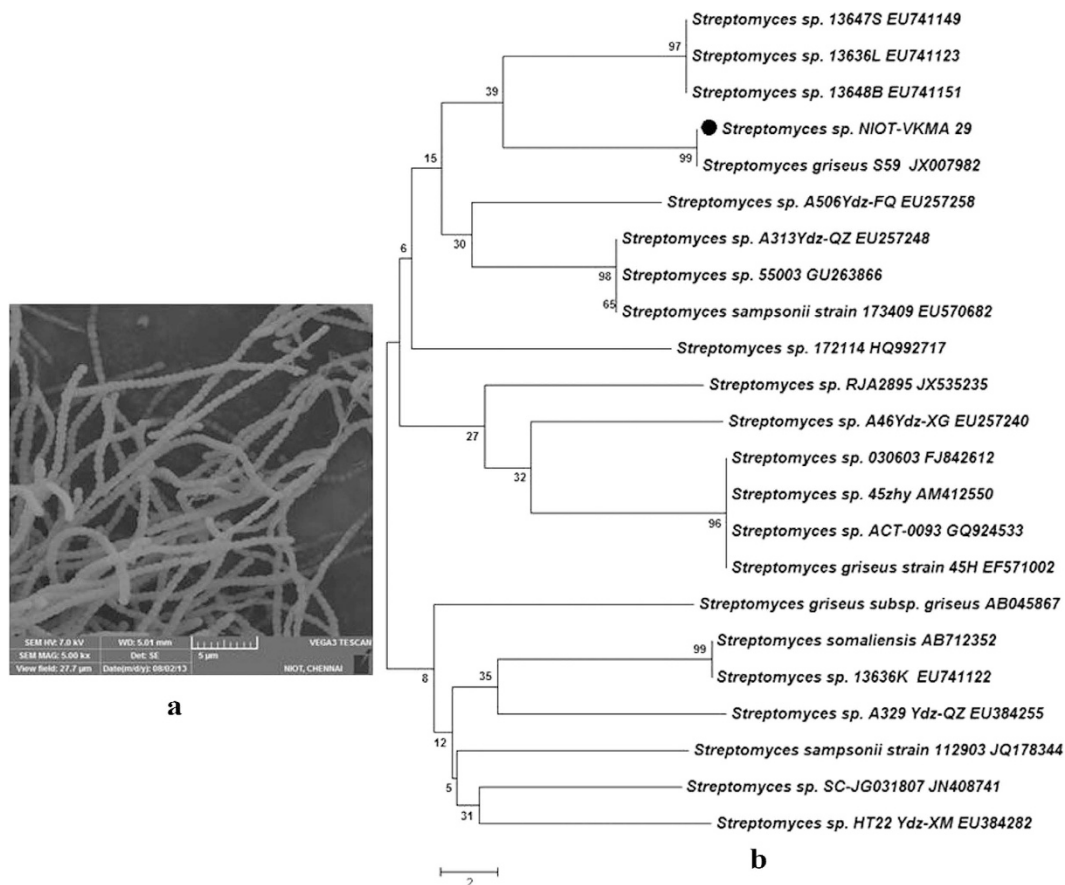 Streptomyces sp. 13647S EU741149
97
Streptomyces sp. 13636L EU741123
39
Streptomyces sp. 13648B EU741151
Streptomyces sp. NIOT-VKMA 29
15
99
Streptomyces griseus S59 JX007982
Streptomyces sp. A506Ydz-FQ EU257258
6
30
Streptomyces sp. A313Ydz-QZ EU257248
98
Streptomyces sp. 55003 GU263866
65
Streptomyces sampsonii strain 173409 EU570682
Streptomyces sp. 172114 HQ992717
Streptomyces sp. RJA2895 JX535235
Streptomyces sp. A46Ydz-XG EU257240
27
Streptomyces sp. 030603 FJ842612
32
Streptomyces sp. 45zhy AM412550
96
Streptomyces sp. ACT-0093 GQ924533
Streptomyces griseus strain 45H EF571002
Streptomyces griseus subsp. griseus AB045867
99
Streptomyces somaliensis AB712352
8
35
Streptomyces sp. 13636K EU741122
Streptomyces sp. A329 Ydz-QZ EU384255
12
Streptomyces sampsonii strain 112903 JQ178344
5
Streptomyces sp. SC-JG031807 JN408741
31
Streptomyces sp. HT22 Ydz-XM EU384282
2
SEM HV: 7.0 kV WD: 5.01 mm VEGA3 TESCAN
SEM MAG: 5.00 kx Det: SE 5 µm
View field: 27.7 µm Date(m/d/y): 08/02/13 NIOT, CHENNAI
a
b